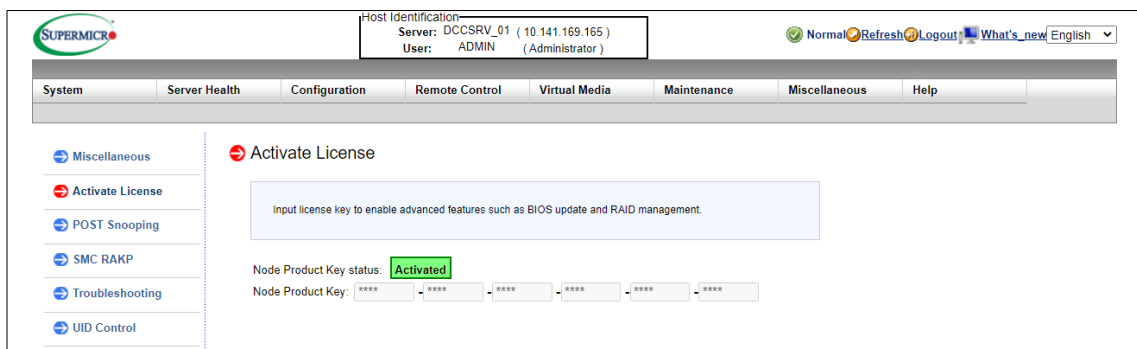 SUPERMICR
Host Identification
Server: DCCSRV_01 ( 10.141.169.165 )
User: ADMIN ( Administrator )
Normal Refresh Logout What's_new English
System Server Health Configuration Remote Control Virtual Media Maintenance Miscellaneous Help
Miscellaneous
Activate License
POST Snooping
SMC RAKP
Troubleshooting
UID Control
Activate License
Input license key to enable advanced features such as BIOS update and RAID management.
Node Product Key status: Activated
Node Product Key: **** - **** - **** - **** - **** - ****